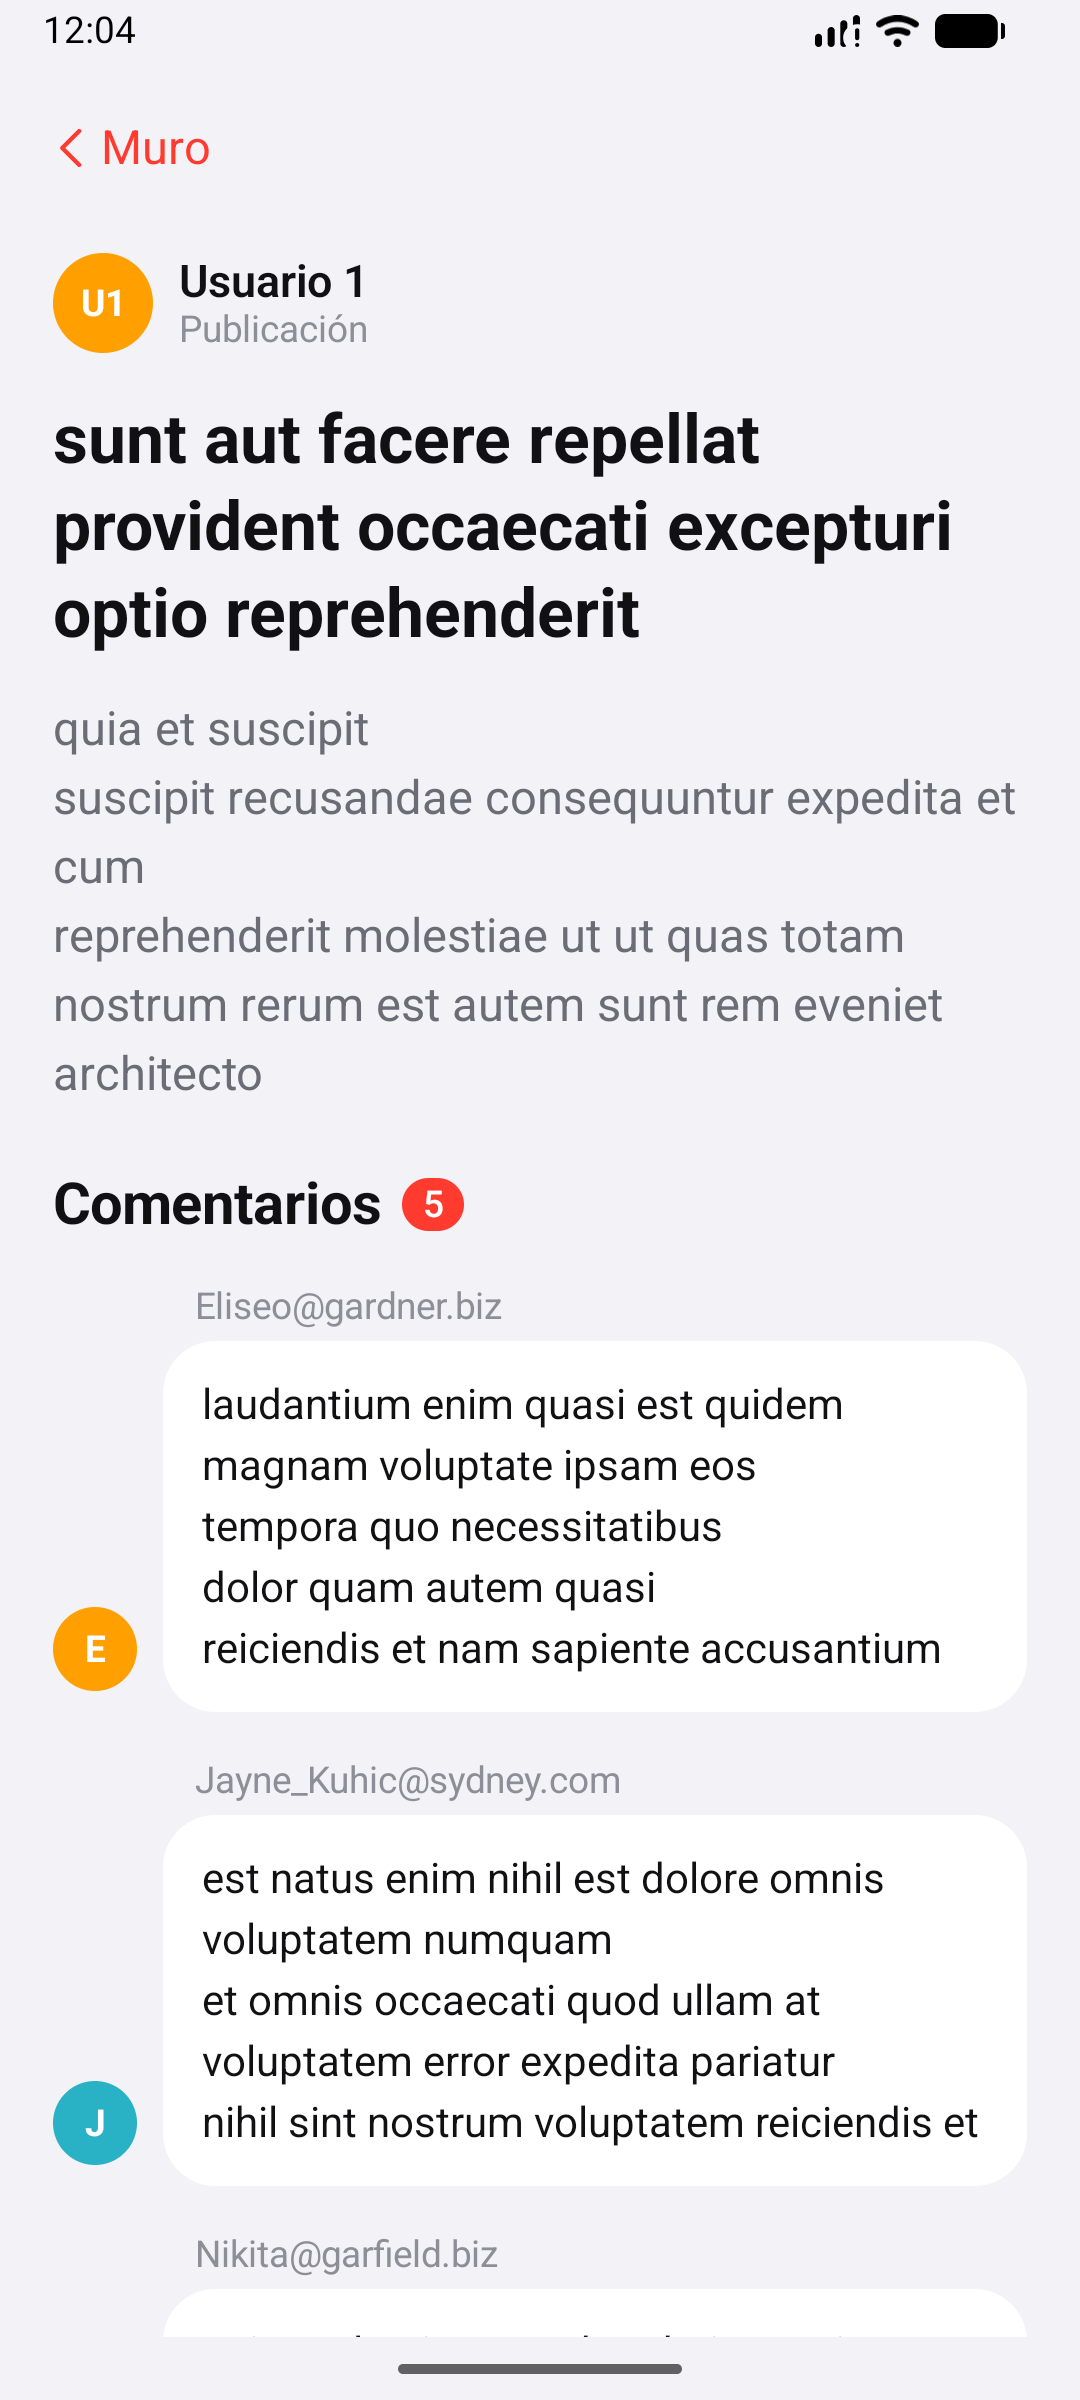 12:04
Muro
U1
Usuario 1
Publicación
sunt aut facere repellat
provident occaecati excepturi
optio reprehenderit
quia et suscipit
suscipit recusandae consequuntur expedita et
cum
reprehenderit molestiae ut ut quas totam
nostrum rerum est autem sunt rem eveniet
architecto
Comentarios 5
Eliseo@gardner.biz
laudantium enim quasi est quidem
magnam voluptate ipsam eos
tempora quo necessitatibus
dolor quam autem quasi
reiciendis et nam sapiente accusantium
E
Jayne_Kuhic@sydney.com
est natus enim nihil est dolore omnis
voluptatem numquam
et omnis occaecati quod ullam at
voluptatem error expedita pariatur
nihil sint nostrum voluptatem reiciendis et
J
Nikita@garfield.biz